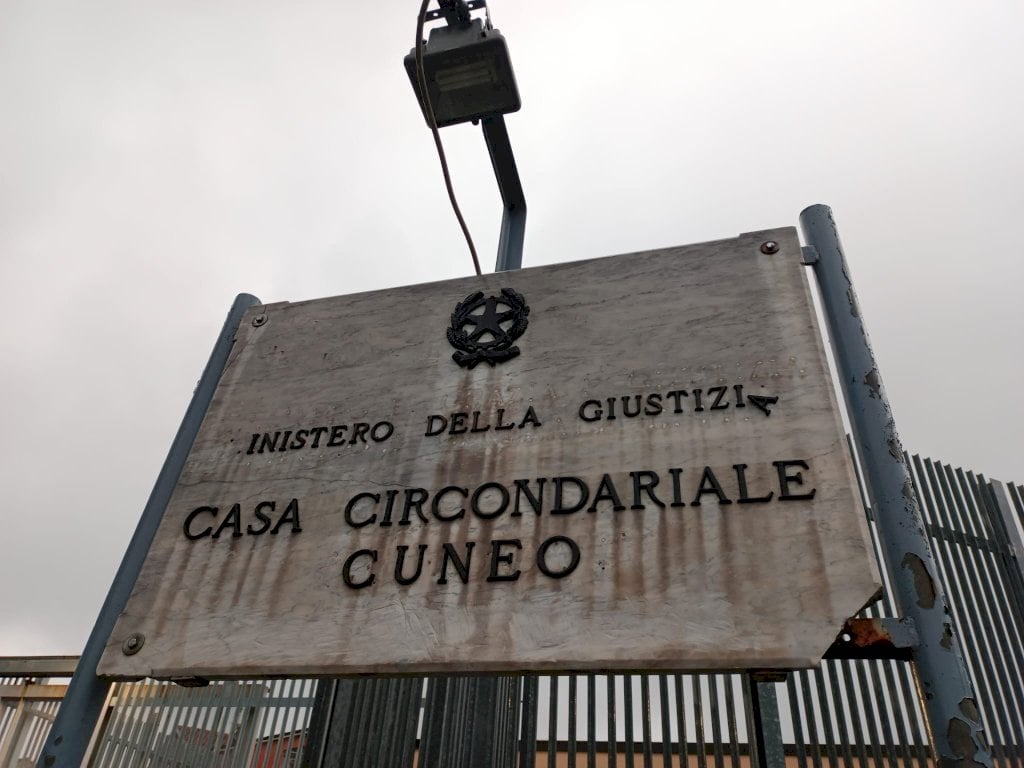 INISTERO DELLA GIUSTIZIA
CASA CIRCONDARIALE
CUNEO